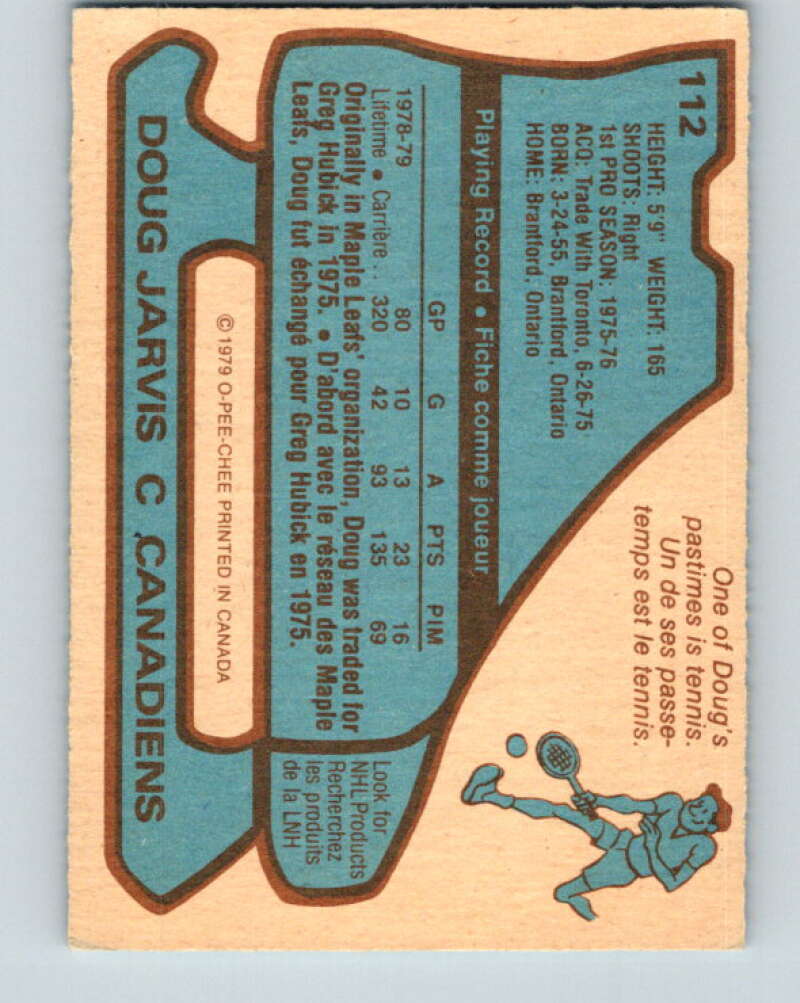 112
HEIGHT: 5'9" WEIGHT: 165
SHOOTS: Right
1st PRO SEASON: 1975-76
ACQ: Trade With Toronto, 6-26-75
BORN: 3-24-55, Brantford, Ontario
HOME: Brantford, Ontario
One of Doug's
pastimes is tennis.
Un de ses passe-
temps est le tennis.
Playing Record • Fiche comme joueur
GP G A PTS PIM
1978-79 80 10 13 23 16
Lifetime • Carrière . . 320 42 93 135 69
Originally in Maple Leafs' organization, Doug was traded for
Greg Hubick in 1975. • D'abord avec le réseau des Maple
Leafs, Doug fut échangé pour Greg Hubick en 1975.
Look for
NHL Products
Recherchez
les produits
de la LNH
© 1979 O-PEE-CHEE PRINTED IN CANADA
DOUG JARVIS C CANADIENS